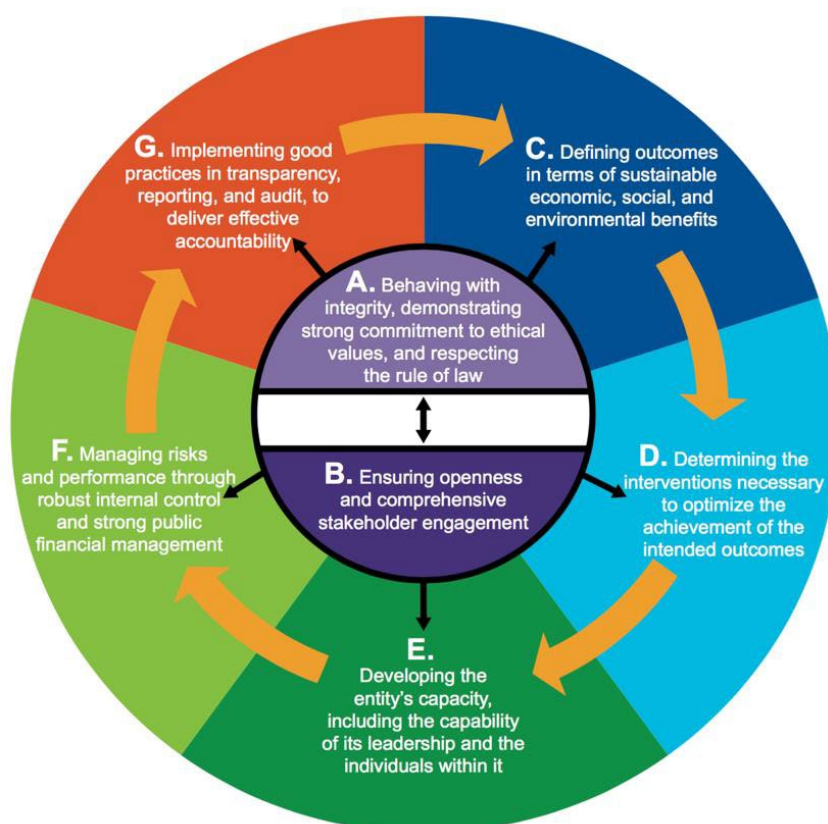 A. Behaving with
integrity, demonstrating
strong commitment to ethical
values, and respecting
the rule of law
B. Ensuring openness
and comprehensive
stakeholder engagement
C. Defining outcomes
in terms of sustainable
economic, social, and
environmental benefits
D. Determining the
interventions necessary
to optimize the
achievement of the
intended outcomes
E.
Developing the
entity's capacity,
including the capability
of its leadership and the
individuals within it
F. Managing risks
and performance through
robust internal control
and strong public
financial management
G. Implementing good
practices in transparency,
reporting, and audit, to
deliver effective
accountability